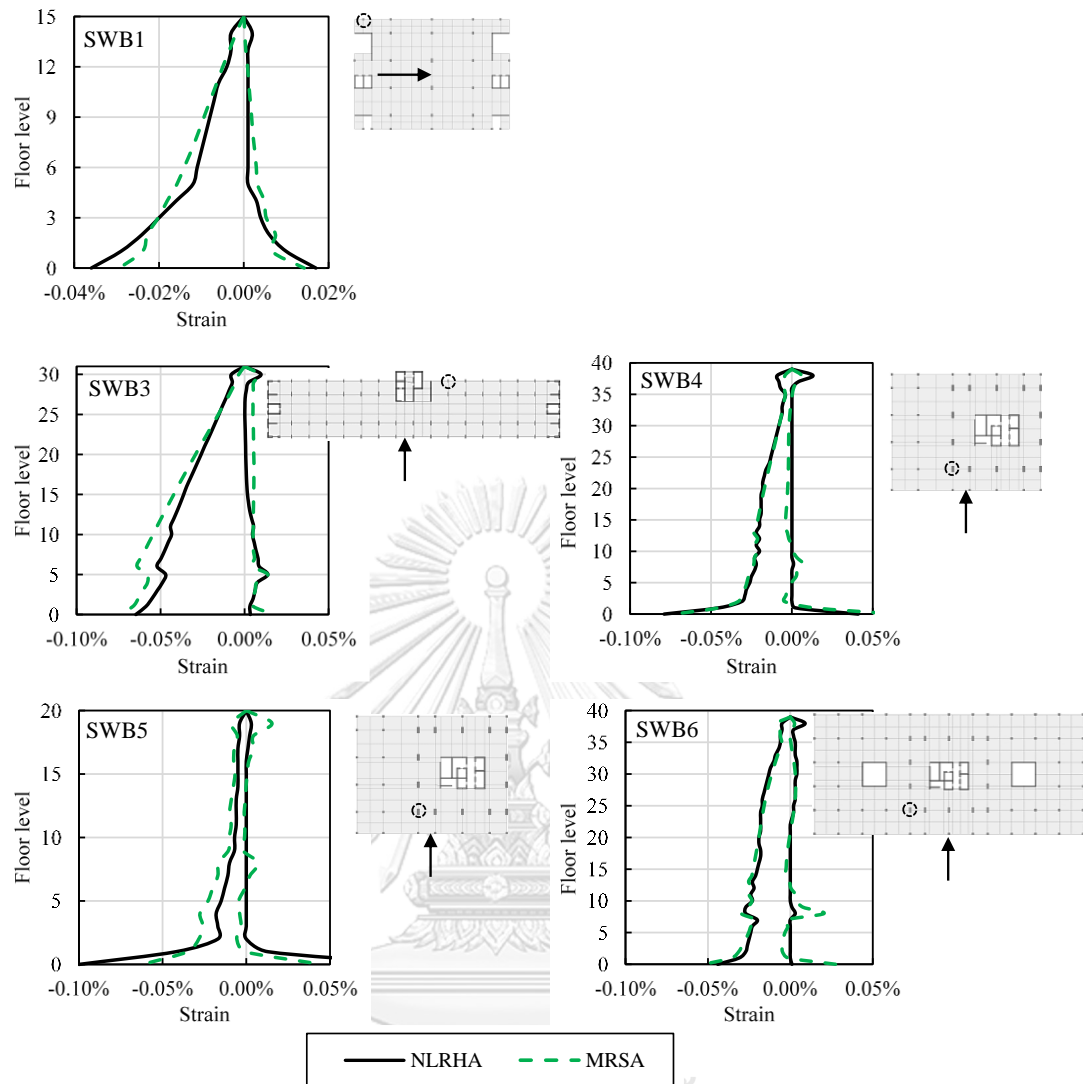 SWB1
15
12
9
6
3
0
Floor level
-0.04% -0.02% 0.00% 0.02%
Strain
SWB3
30
25
20
15
10
5
0
Floor level
-0.10% -0.05% 0.00% 0.05%
Strain
SWB4
40
35
30
25
20
15
10
5
0
Floor level
-0.10% -0.05% 0.00% 0.05%
Strain
SWB5
20
15
10
5
0
Floor level
-0.10% -0.05% 0.00% 0.05%
Strain
SWB6
40
35
30
25
20
15
10
5
0
Floor level
-0.10% -0.05% 0.00% 0.05%
Strain
NLRHA MRSA